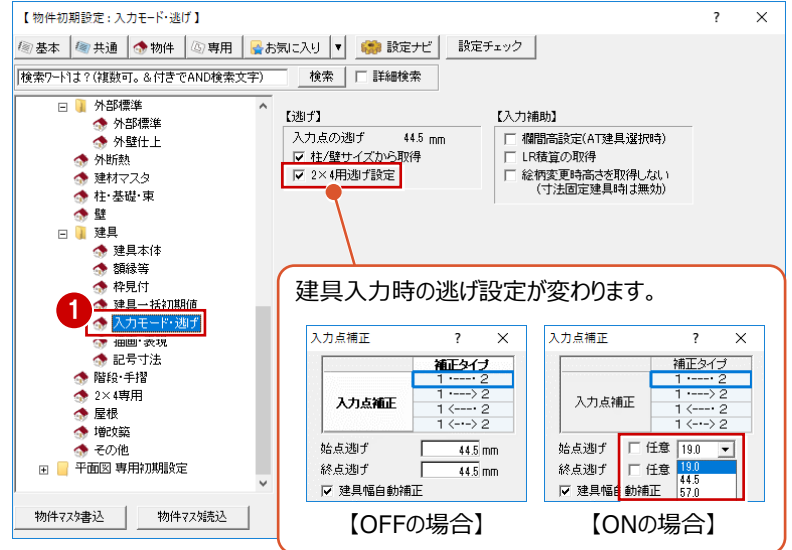 【 物件初期設定 : 入力モード・逃げ 】 ? ×
基本 共通 物件 専用 お気に入り ▼ 設定ナビ 設定チェック
検索ワードは？(複数可。＆付きでAND検索文字) 検索 詳細検索
外部標準
外部標準
外壁仕上
外断熱
建材マスタ
柱・基礎・束
壁
建具
建具本体
額縁等
枠見付
建具一括初期値
1 入力モード・逃げ
描画・表現
記号寸法
階段・手摺
2×4専用
屋根
増改築
その他
平面図 専用初期設定
物件マスタ書込 物件マスタ読込
【逃げ】
入力点の逃げ 44.5 mm
柱/壁サイズから取得
2×4用逃げ設定
【入力補助】
欄間高設定(AT建具選択時)
LR積算の取得
絵柄変更時高さを取得しない
(寸法固定建具時は無効)
建具入力時の逃げ設定が変わります。
入力点補正 ? ×
補正タイプ
入力点補正
1 ･---･ 2
1 ･---> 2
1 <---･ 2
1 <-･-> 2
始点逃げ 44.5 mm
終点逃げ 44.5 mm
建具幅自動補正
【OFFの場合】
入力点補正 ? ×
補正タイプ
入力点補正
1 ･---･ 2
1 ･---> 2
1 <---･ 2
1 <-･-> 2
始点逃げ 任意 19.0
終点逃げ 任意 19.0
44.5
建具幅自動補正 57.0
【ONの場合】